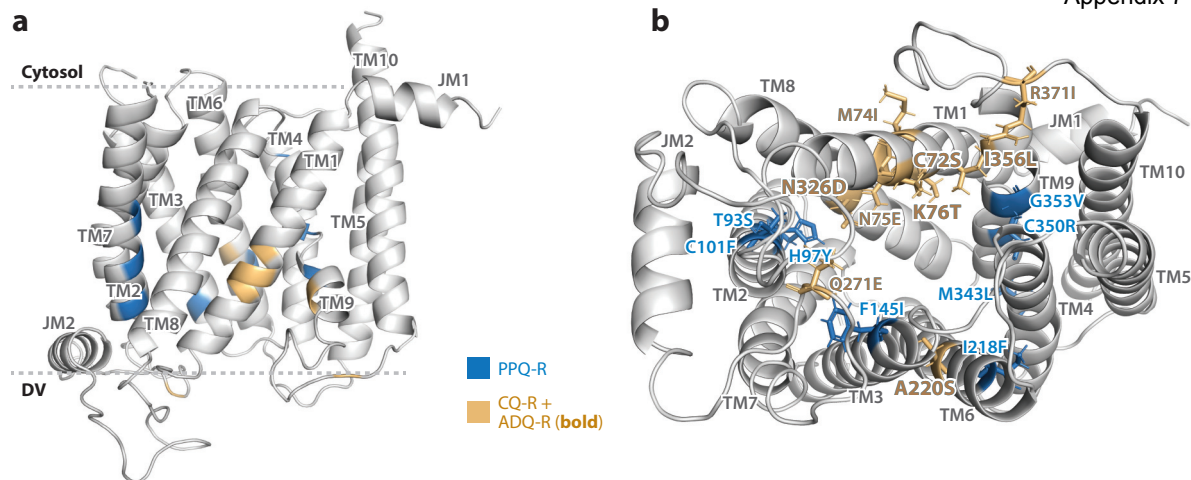 Appendix
a
Cytosol
TM10
JM1
TM6
TM4
TM1
TM3
TM5
TM7
TM2
TM9
TM8
JM2
DV
PPQ-R
CQ-R +
ADQ-R (bold)
b
TM8
M74I
TM1
R371I
JM1
JM2
C72S
I356L
TM10
N326D
TM9
K76T
G353V
T93S
N75E
C350R
C101F
H97Y
TM5
Q271E
TM2
M343L
F145I
TM4
I218F
A220S
TM7
TM3
TM6